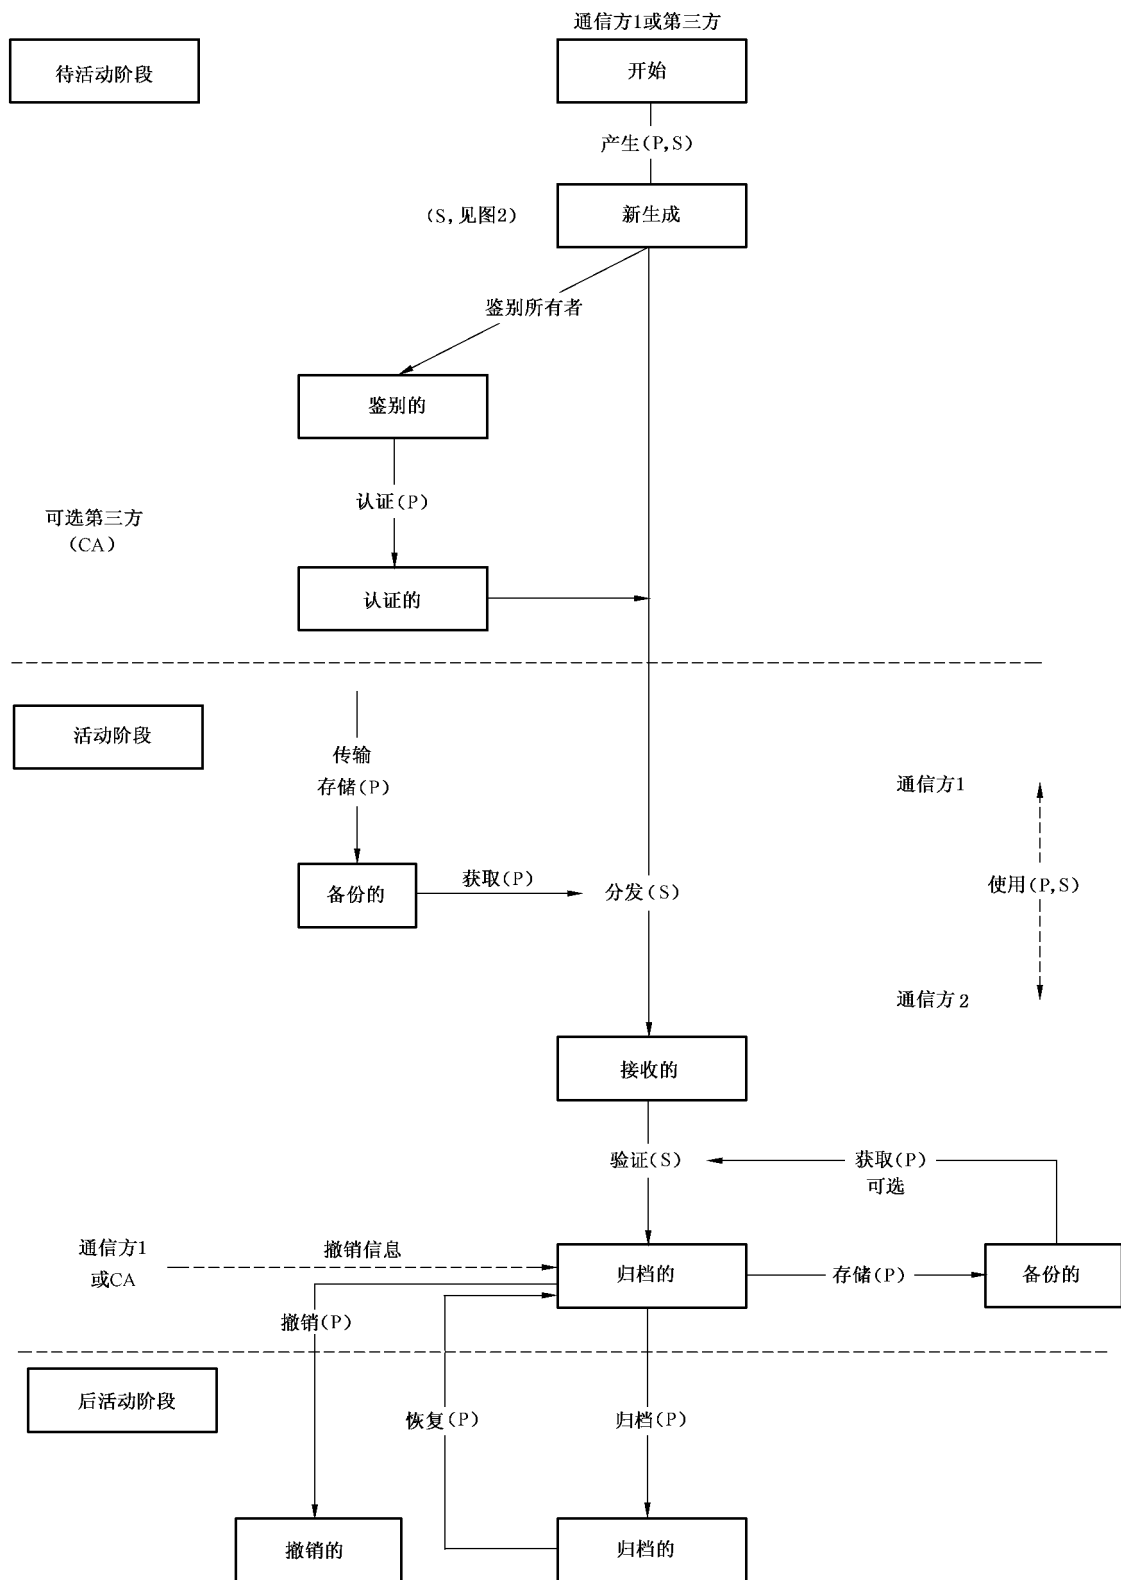 通信方1或第三方
待活动阶段
开始
产生(P,S)
(S,见图2)
新生成
鉴别所有者
鉴别的
认证(P)
可选第三方
(CA)
认证的
活动阶段
传输
存储(P)
通信方1
备份的
获取(P)
分发(S)
使用(P,S)
通信方2
接收的
验证(S)
获取(P)
可选
通信方1
或CA
撤销信息
归档的
存储(P)
备份的
撤销(P)
后活动阶段
恢复(P)
归档(P)
撤销的
归档的